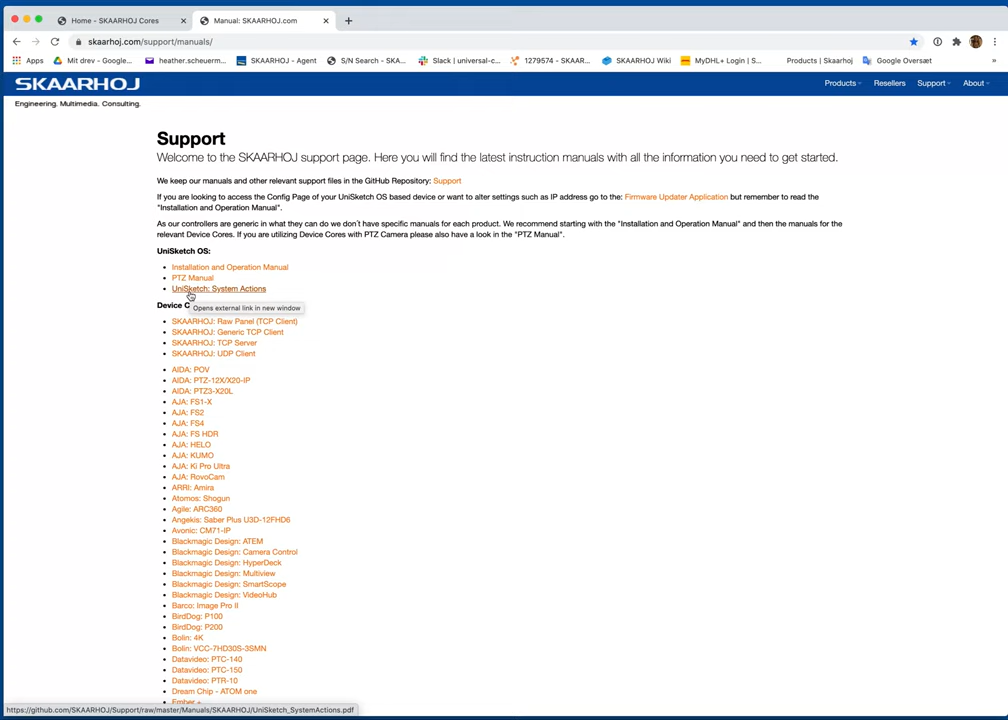 Home - SKAARHOJ Cores
Manual: SKAARHOJ.com
skaarhoj.com/support/manuals/
Apps
Mit drev - Google...
heather.scheuerm...
SKAARHOJ - Agent
S/N Search - SKA...
Slack | universal-c...
1279574 - SKAAR...
SKAARHOJ Wiki
MyDHL+ Login | S...
Products | Skaarhoj
Google Oversæt
SKAARHOJ
Products
Resellers
Support
About
Engineering. Multimedia. Consulting.
Support
Welcome to the SKAARHOJ support page. Here you will find the latest instruction manuals with all the information you need to get started.
We keep our manuals and other relevant support files in the GitHub Repository: Support
If you are looking to access the Config Page of your UniSketch OS based device or want to alter settings such as IP address go to the: Firmware Updater Application but remember to read the
"Installation and Operation Manual".
As our controllers are generic in what they can do we don´t have specific manuals for each product. We recommend starting with the "Installation and Operation Manual" and then the manuals for the
relevant Device Cores. If you are utilizing Device Cores with PTZ Camera please also have a look in the "PTZ Manual".
UniSketch OS:
Installation and Operation Manual
PTZ Manual
UniSketch: System Actions
Device C
Opens external link in new window
SKAARHOJ: Raw Panel (TCP Client)
SKAARHOJ: Generic TCP Client
SKAARHOJ: TCP Server
SKAARHOJ: UDP Client
AIDA: POV
AIDA: PTZ-12X/X20-IP
AIDA: PTZ3-X20L
AJA: FS1-X
AJA: FS2
AJA: FS4
AJA: FS HDR
AJA: HELO
AJA: KUMO
AJA: Ki Pro Ultra
AJA: RovoCam
ARRI: Amira
Atomos: Shogun
Agile: ARC360
Angekis: Saber Plus U3D-12FHD6
Avonic: CM71-IP
Blackmagic Design: ATEM
Blackmagic Design: Camera Control
Blackmagic Design: HyperDeck
Blackmagic Design: Multiview
Blackmagic Design: SmartScope
Blackmagic Design: VideoHub
Barco: Image Pro II
BirdDog: P100
BirdDog: P200
Bolin: 4K
Bolin: VCC-7HD30S-3SMN
Datavideo: PTC-140
Datavideo: PTC-150
Datavideo: PTR-10
Dream Chip - ATOM one
Ember +
https://github.com/SKAARHOJ/Support/raw/master/Manuals/SKAARHOJ/UniSketch_SystemActions.pdf